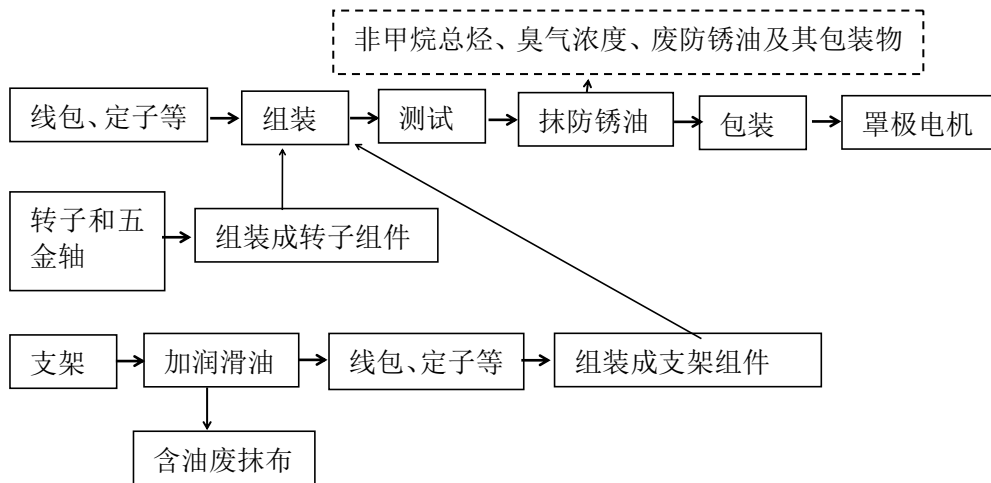 非甲烷总烃、臭气浓度、废防锈油及其包装物
线包、定子等
组装
测试
抹防锈油
包装
罩极电机
转子和五
金轴
组装成转子组件
支架
加润滑油
线包、定子等
组装成支架组件
含油废抹布